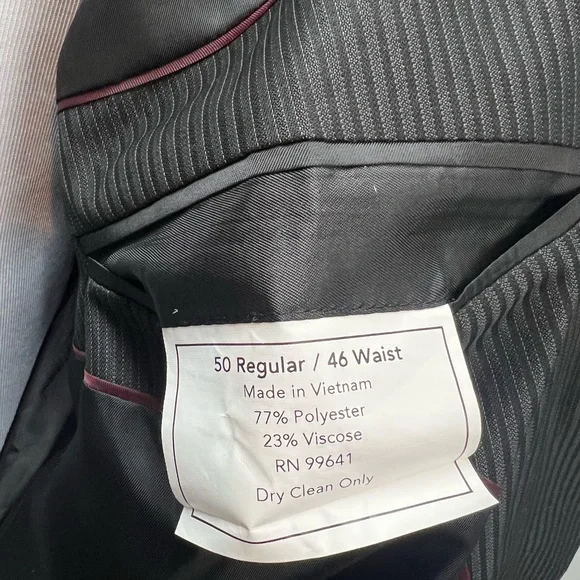 50 Regular / 46 Waist
Made in Vietnam
77% Polyester
23% Viscose
RN 99641
Dry Clean Only